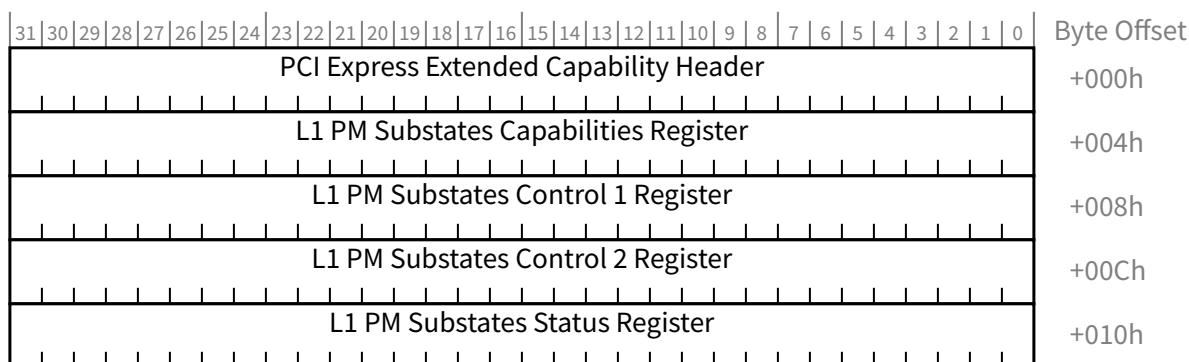 31 30 29 28 27 26 25 24 23 22 21 20 19 18 17 16 15 14 13 12 11 10 9 8 7 6 5 4 3 2 1 0 Byte Offset
PCI Express Extended Capability Header +000h
L1 PM Substates Capabilities Register +004h
L1 PM Substates Control 1 Register +008h
L1 PM Substates Control 2 Register +00Ch
L1 PM Substates Status Register +010h